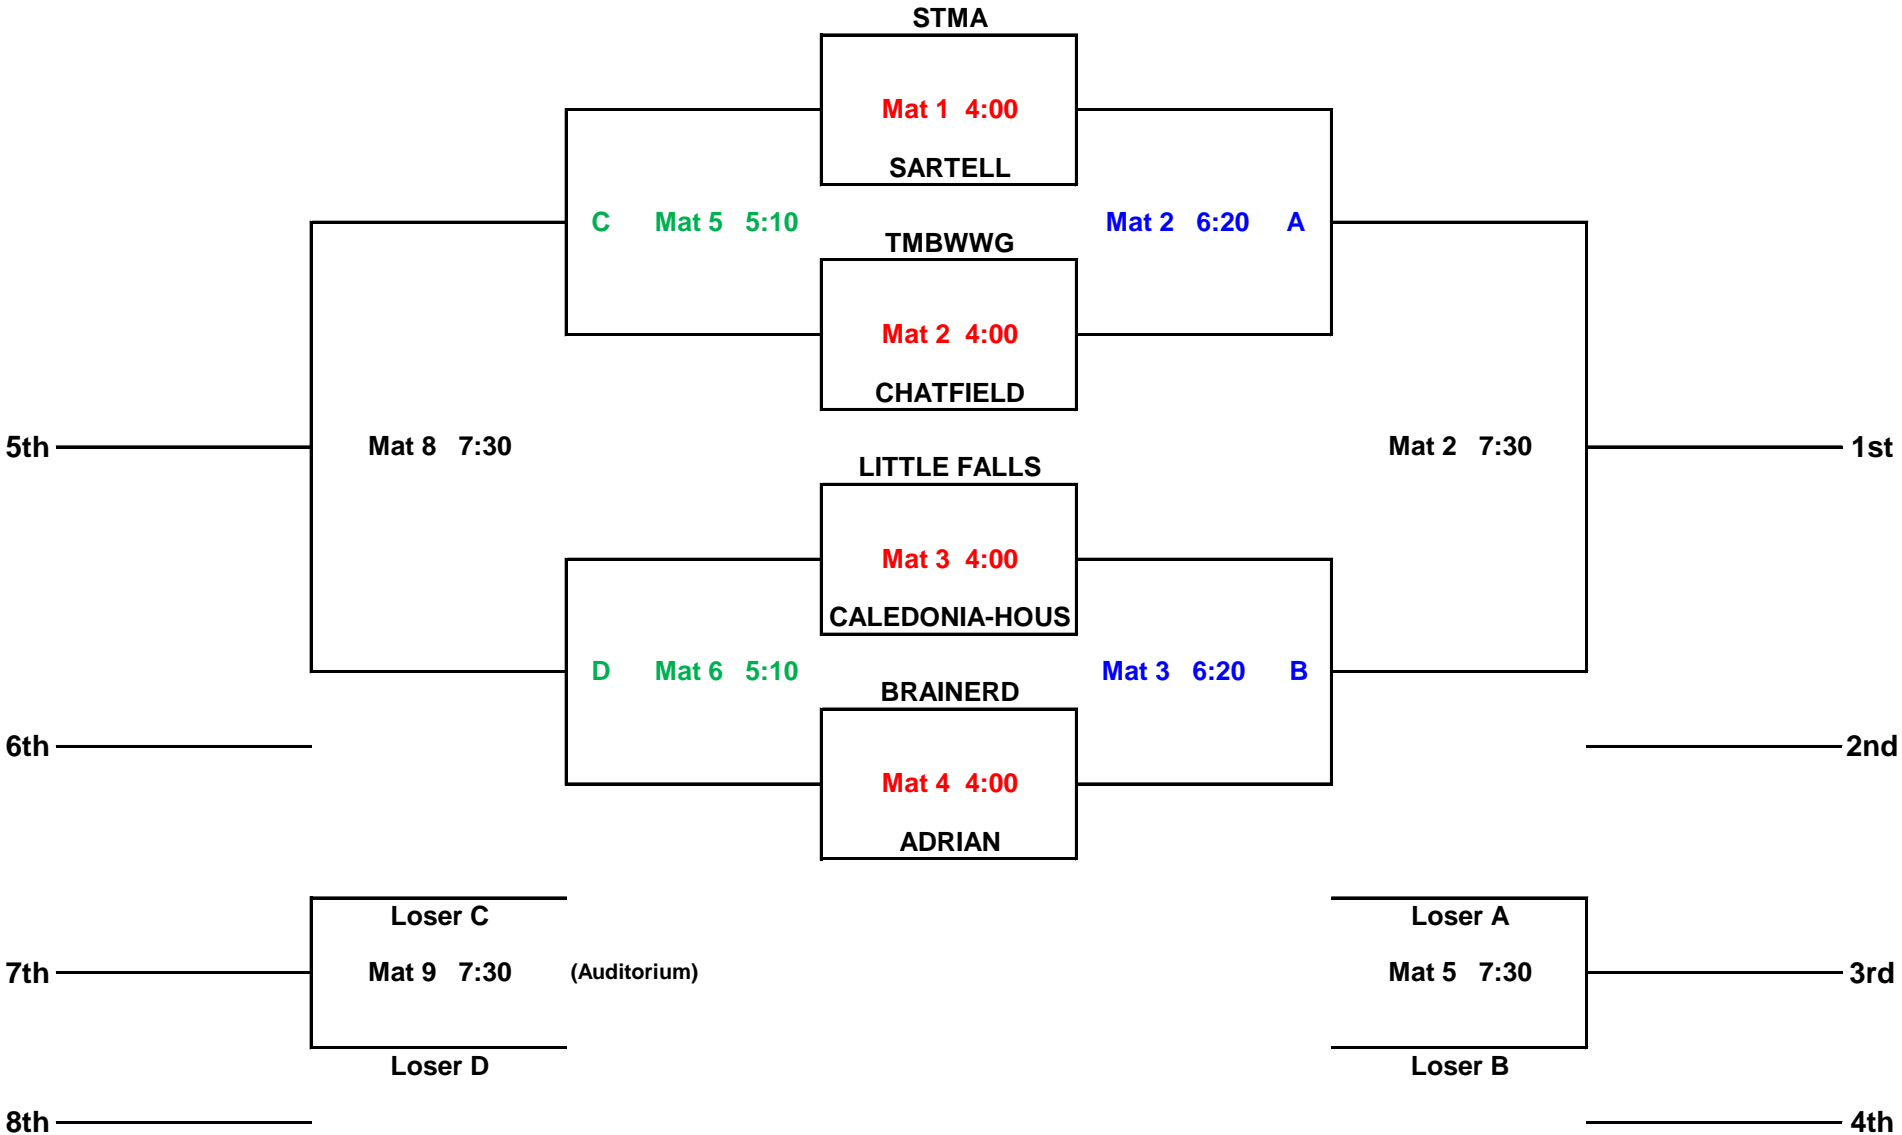 STMA
Mat 1 4:00
SARTELL
C Mat 5 5:10
Mat 2 6:20 A
TMBWWG
Mat 2 4:00
CHATFIELD
5th
Mat 8 7:30
Mat 2 7:30
1st
LITTLE FALLS
Mat 3 4:00
CALEDONIA-HOUS
D Mat 6 5:10
Mat 3 6:20 B
BRAINERD
6th
2nd
Mat 4 4:00
ADRIAN
Loser C
Loser A
7th
Mat 9 7:30
(Auditorium)
Mat 5 7:30
3rd
Loser D
Loser B
8th
4th